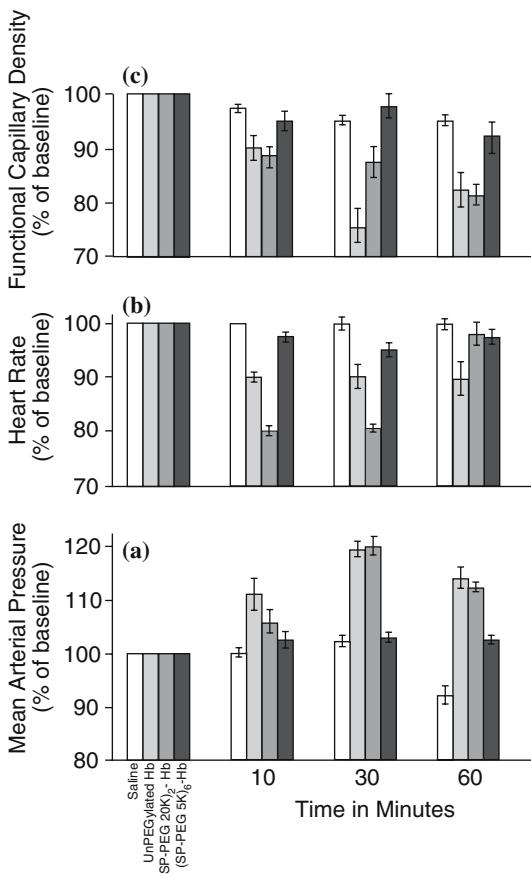 Functional Capillary Density
(% of baseline)
(c)
100
90
80
70
Heart Rate
(% of baseline)
(b)
100
90
80
70
Mean Arterial Pressure
(% of baseline)
(a)
120
110
100
90
80
Saline
UnPEGylated Hb
SP-PEG 20K)2- Hb
(SP-PEG 5K)6-Hb
10
30
60
Time in Minutes